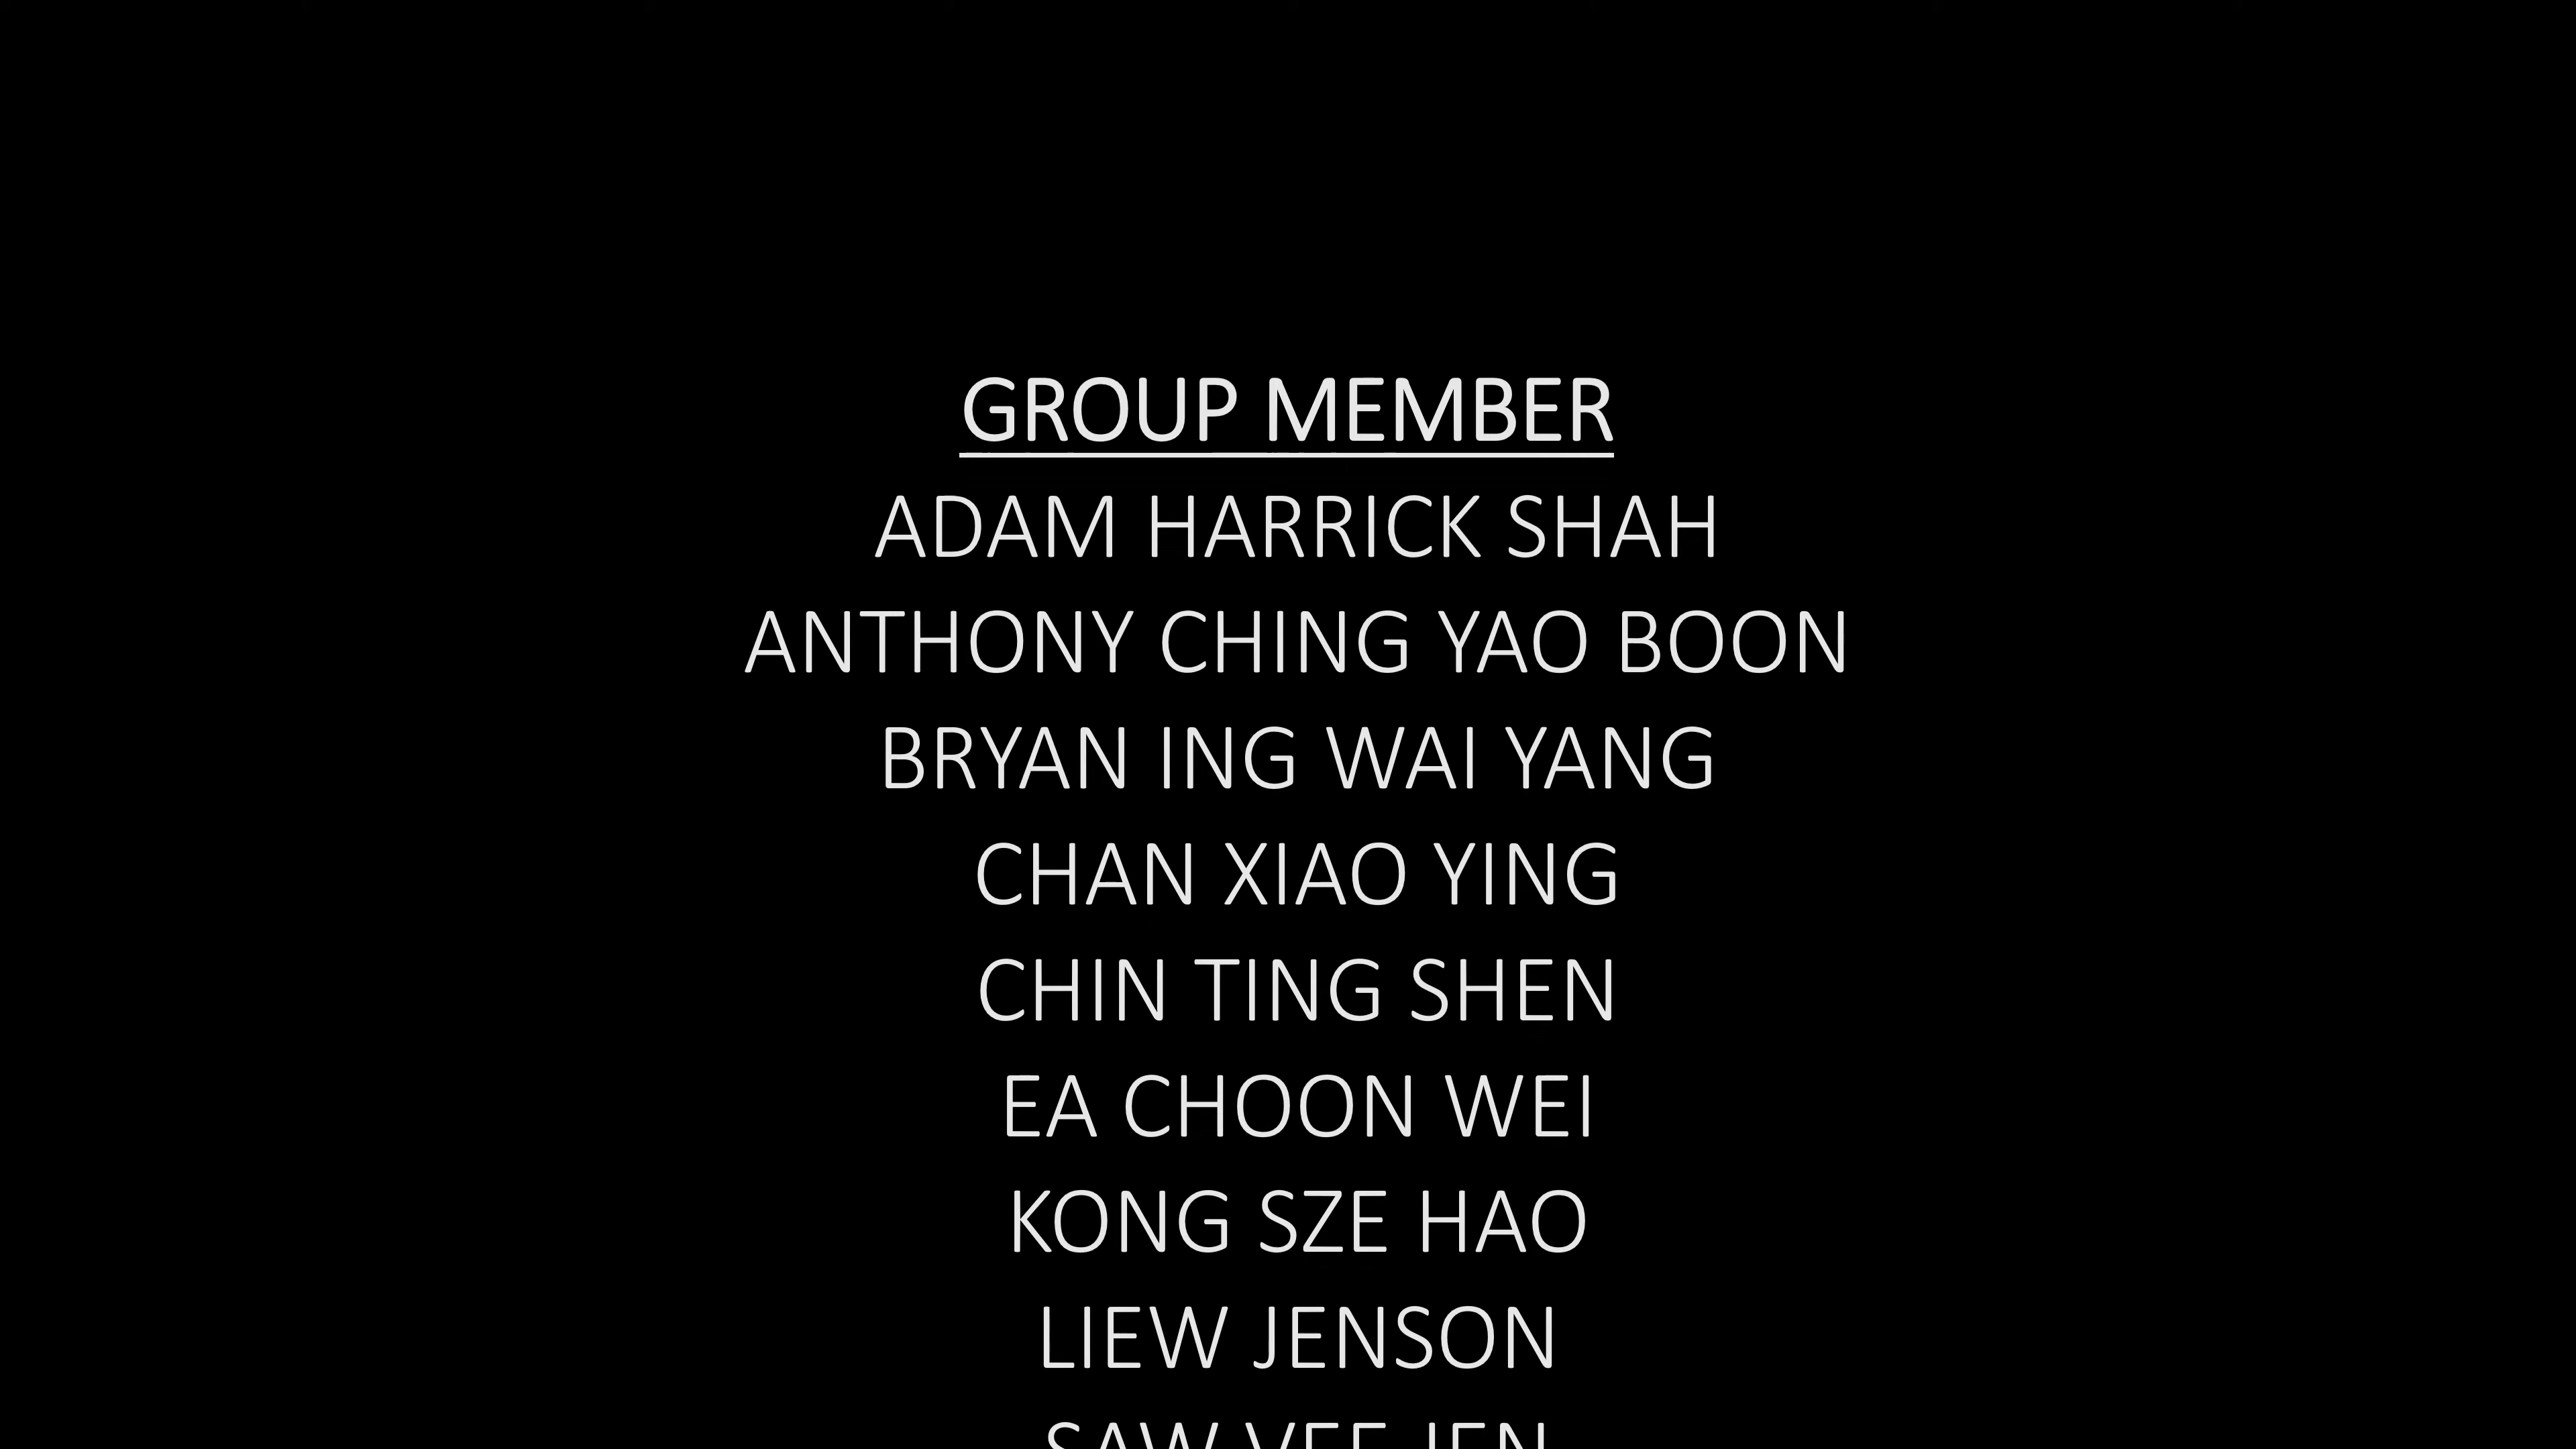 GROUP MEMBER
ADAM HARRICK SHAH
ANTHONY CHING YAO BOON
BRYAN ING WAI YANG
CHAN XIAO YING
CHIN TING SHEN
EA CHOON WEI
KONG SZE HAO
LIEW JENSON
SAW